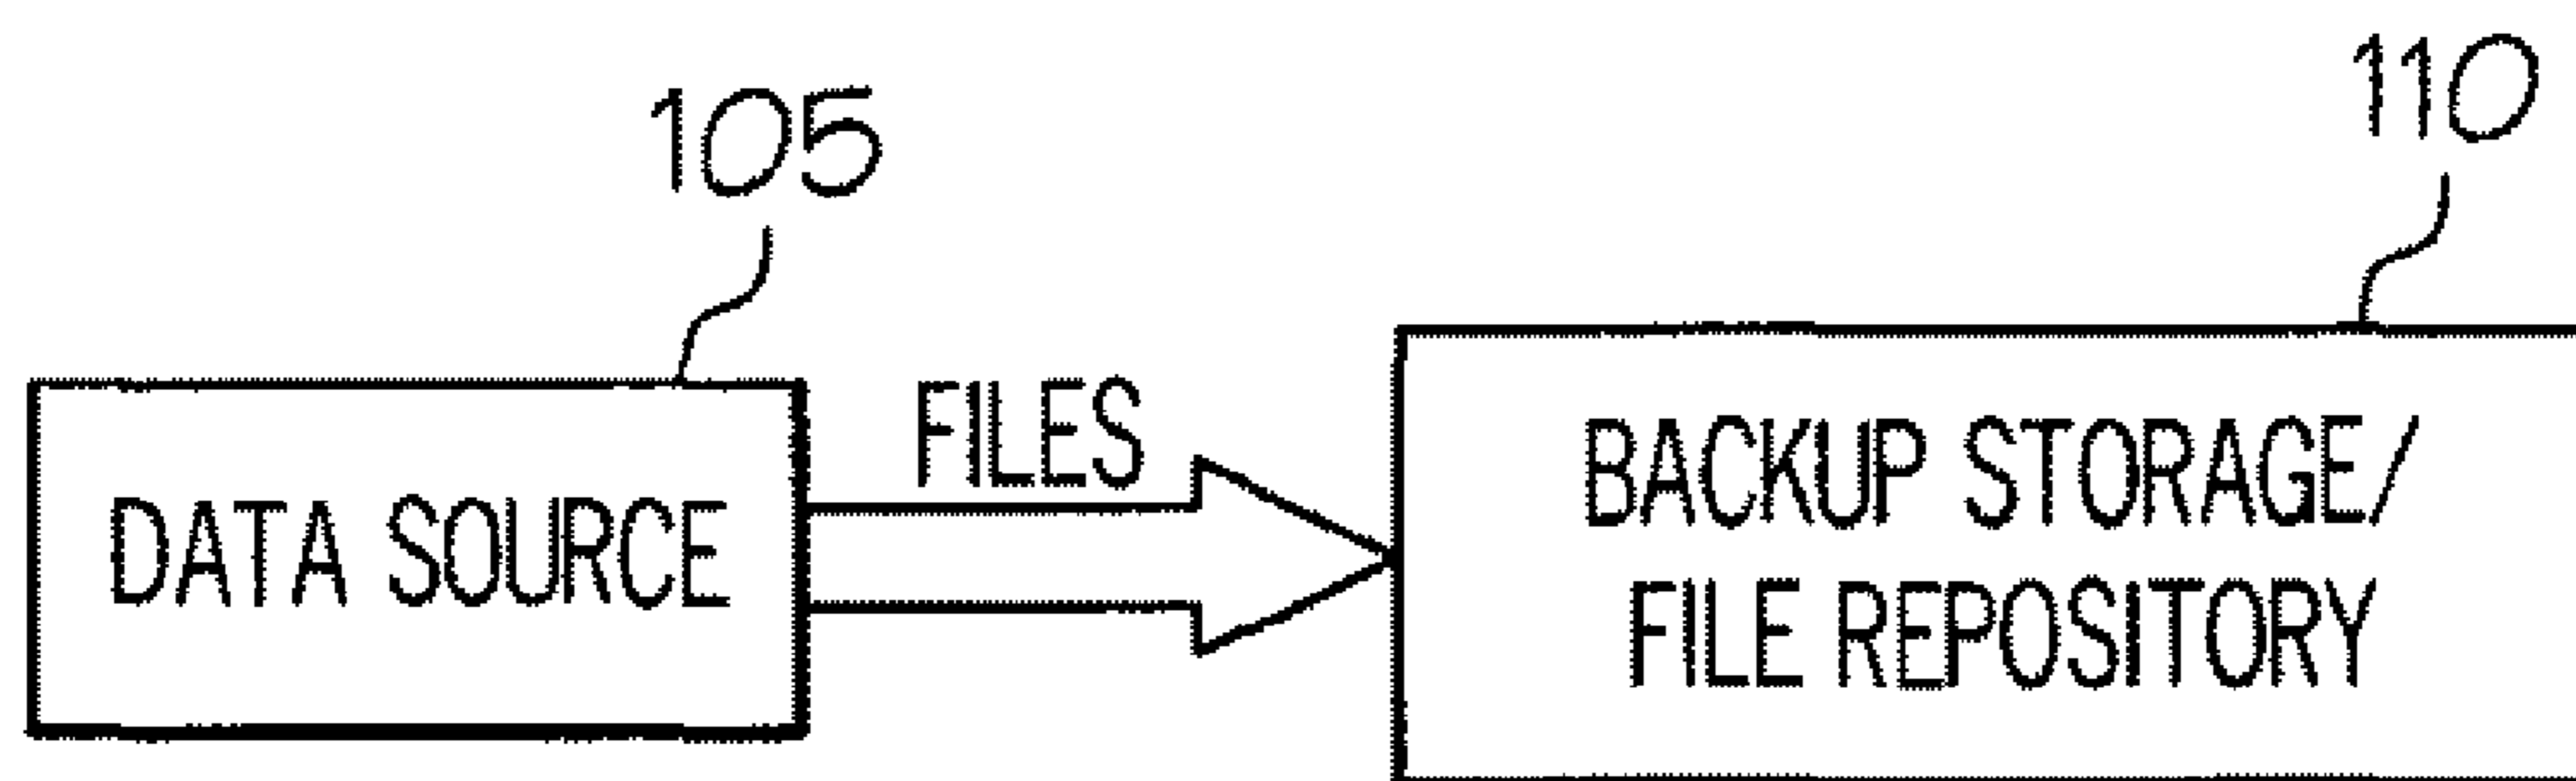 105
110
FILES
DATA SOURCE
BACKUP STORAGE/
FILE REPOSITORY